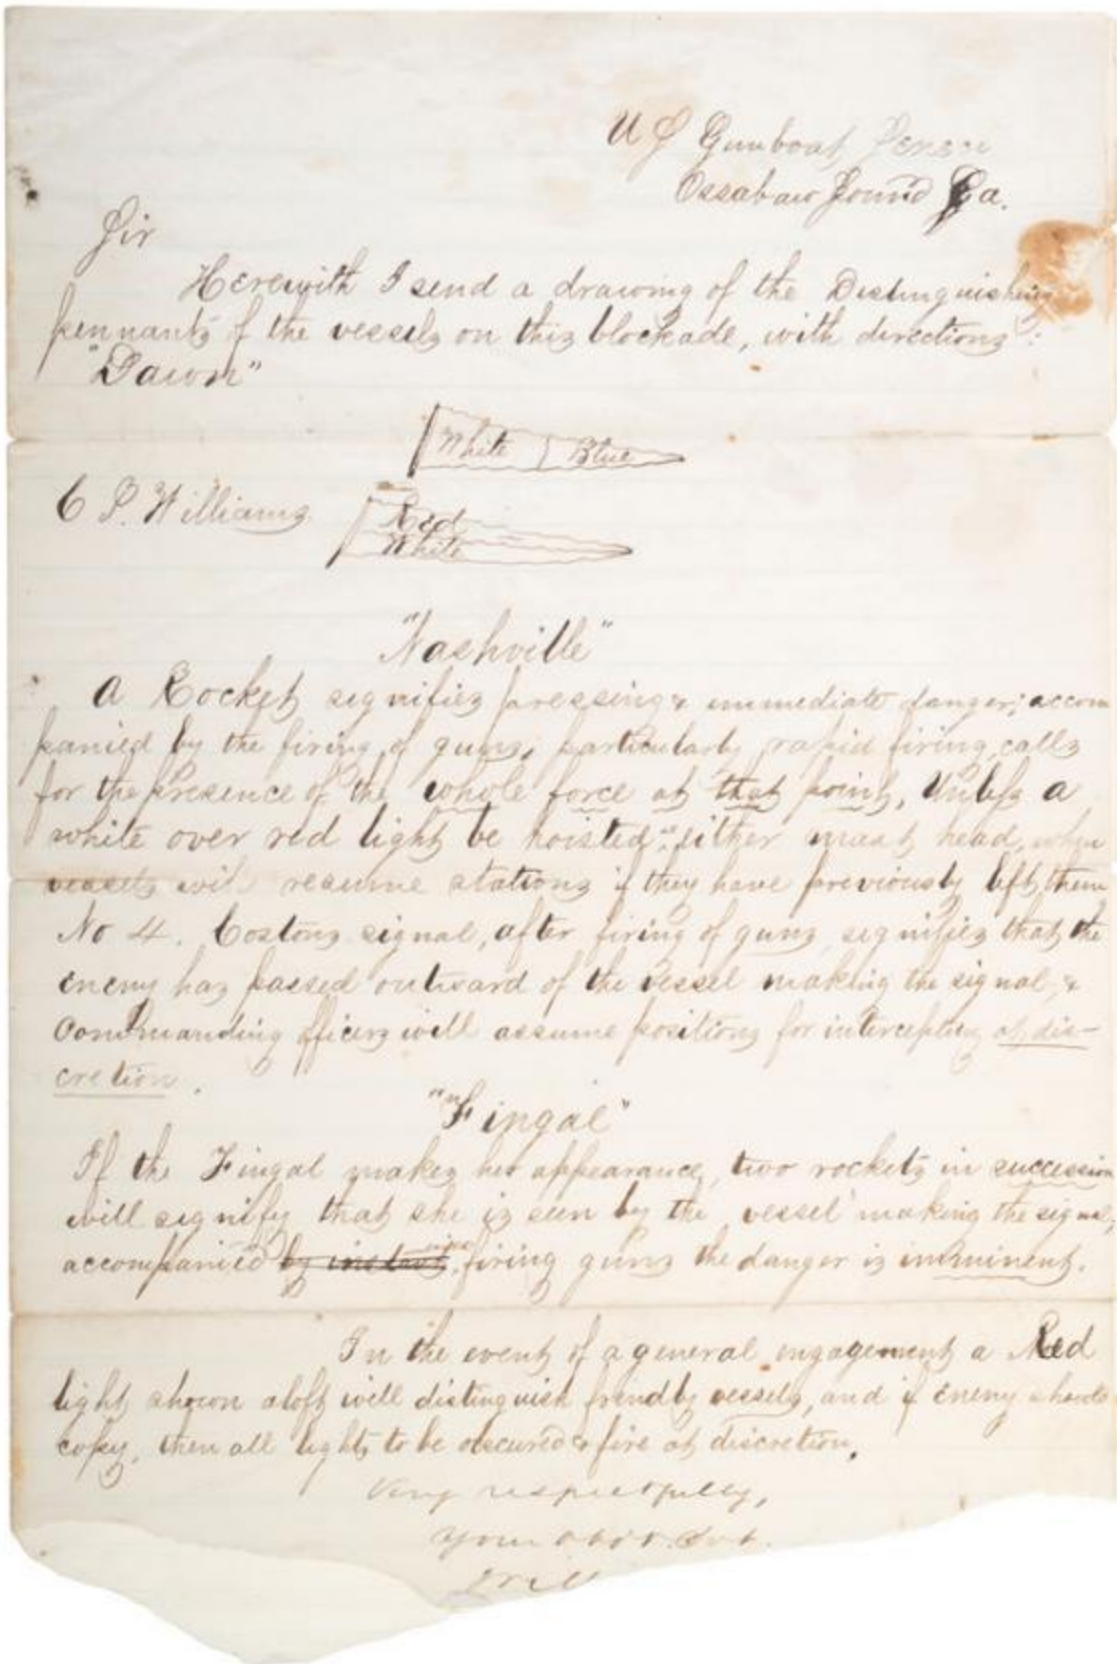 U S Gunboat Seneca
Ossabaw Sound Ga.
Sir
Herewith I send a drawing of the Distinguishing
pennants of the vessels on this blockade, with directions:
"Dawn"
White Blue
C P. Williams
Red
White
"Nashville"
A Rocket signifies pressing & immediate danger; accom
panied by the firing of guns, particularly rapid firing, calls
for the presence of the whole force at that point, Unless a
white over red light be hoisted at either mast head, when
vessels will resume stations if they have previously left them
No 4. Costons signal, after firing of guns, signifies that the
enemy has passed outward of the vessel making the signal, &
Commanding officers will assume positions for intercepting at dis-
cretion.
"Fingal"
If the Fingal makes her appearance, two rockets in succession
will signify that she is seen by the vessel making the signal,
accompanied by firing guns the danger is imminent.
In the event of a general engagement a Red
light shown aloft will distinguish frendly vessels, and if enemy should
copy, then all lights to be obscured & fire at discretion.
Very respectfully,
Your obdt. Svt.